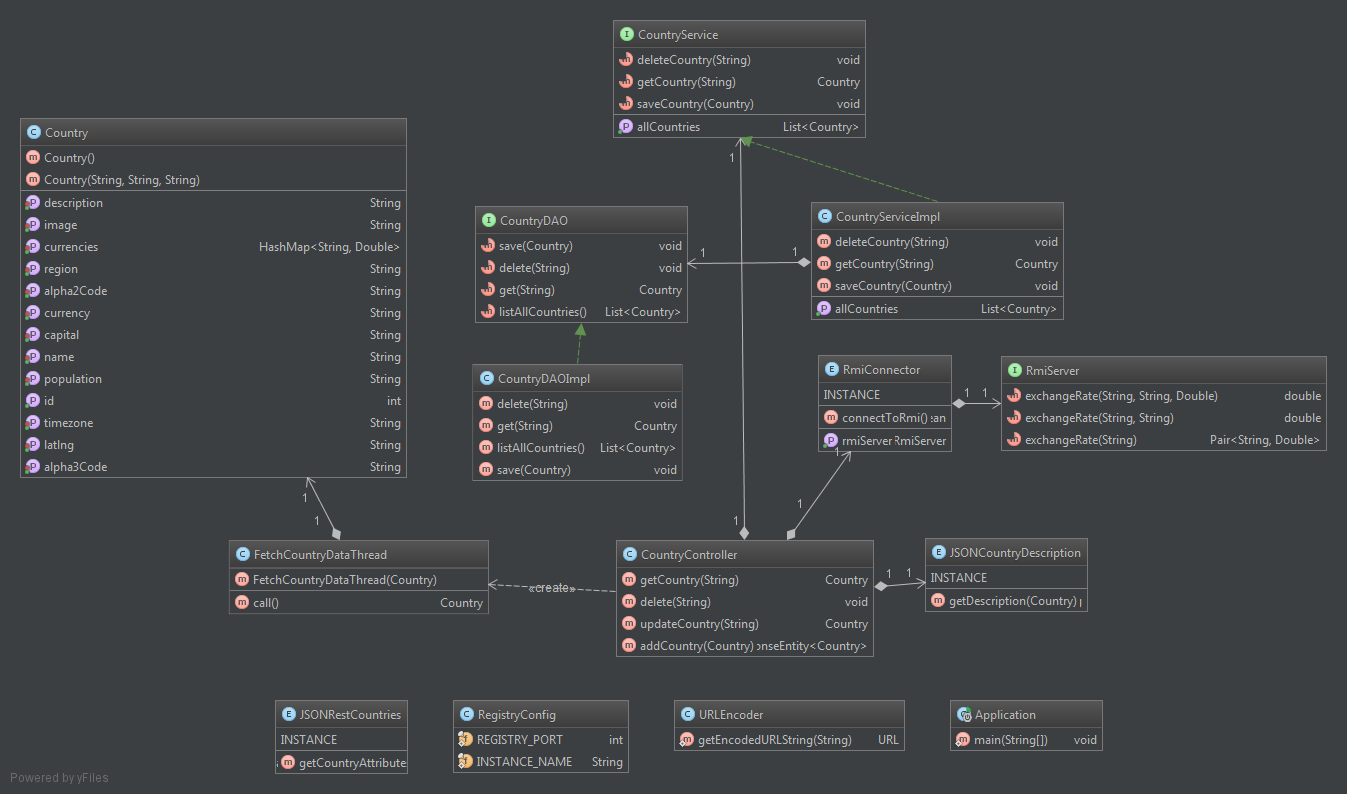 I CountryService
m deleteCountry(String) void
m getCountry(String) Country
m saveCountry(Country) void
P allCountries List<Country>
C Country
m Country()
m Country(String, String, String)
P description String
P image String
P currencies HashMap<String, Double>
P region String
P alpha2Code String
P currency String
P capital String
P name String
P population String
P id int
P timezone String
P latlng String
P alpha3Code String
I CountryDAO
m save(Country) void
m delete(String) void
m get(String) Country
m listAllCountries() List<Country>
C CountryServiceImpl
m deleteCountry(String) void
m getCountry(String) Country
m saveCountry(Country) void
P allCountries List<Country>
1
1
1
C CountryDAOImpl
m delete(String) void
m get(String) Country
m listAllCountries() List<Country>
m save(Country) void
E RmiConnector
INSTANCE
m connectToRmi() :an
P rmiServer RmiServer
1
1
1
I RmiServer
m exchangeRate(String, String, Double) double
m exchangeRate(String, String) double
m exchangeRate(String) Pair<String, Double>
1
1
1
1
C FetchCountryDataThread
m FetchCountryDataThread(Country)
m call() Country
«create»
C CountryController
m getCountry(String) Country
m delete(String) void
m updateCountry(String) Country
m addCountry(Country) onseEntity<Country>
1
1
E JSONCountryDescription
INSTANCE
m getDescription(Country)
E JSONRestCountries
INSTANCE
m getCountryAttribute
C RegistryConfig
f REGISTRY_PORT int
f INSTANCE_NAME String
C URLEncoder
m getEncodedURLString(String) URL
C Application
m main(String[]) void
Powered by yFiles